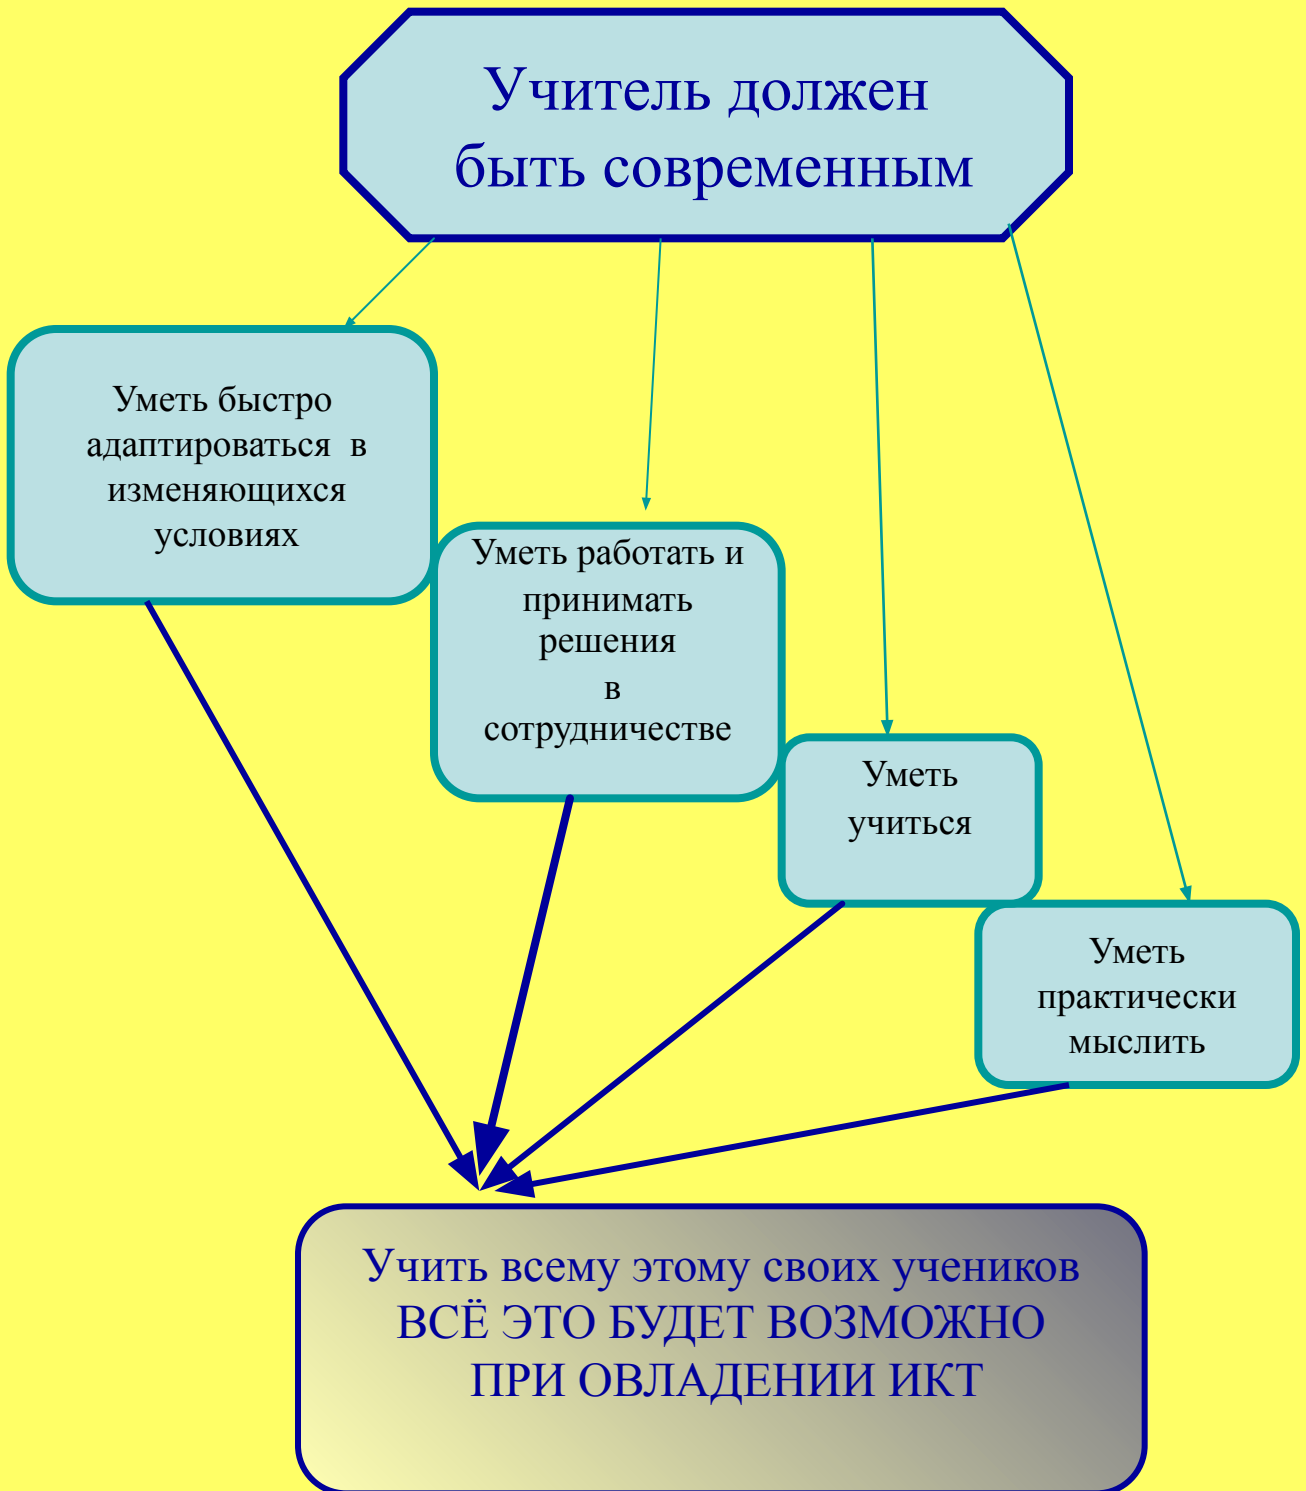 Учитель должен
быть современным
Уметь быстро
адаптироваться в
изменяющихся
условиях
Уметь работать и
принимать
решения
в
сотрудничестве
Уметь
учиться
Уметь
практически
мыслить
Учить всему этому своих учеников
ВСЁ ЭТО БУДЕТ ВОЗМОЖНО
ПРИ ОВЛАДЕНИИ ИКТ